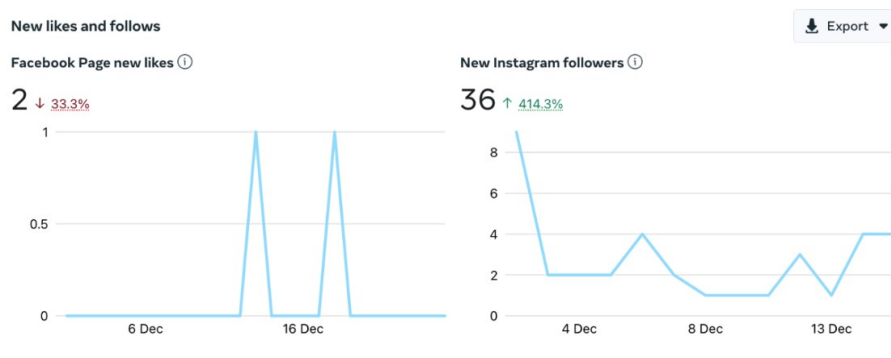 New likes and follows
Export
Facebook Page new likes
2 ↓ 33.3%
1
0.5
0
6 Dec 16 Dec
New Instagram followers
36 ↑ 414.3%
8
6
4
2
0
4 Dec 8 Dec 13 Dec